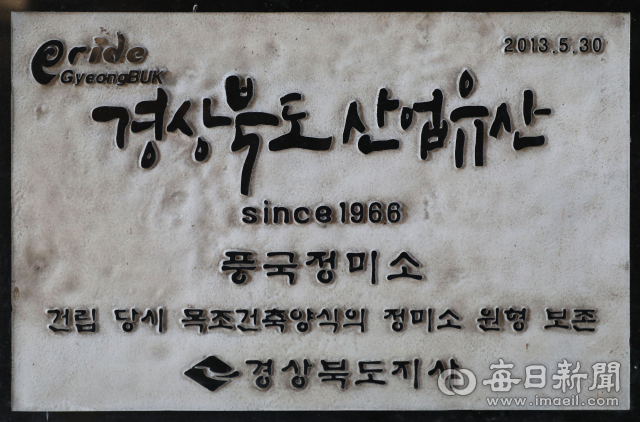 pride
GyeongBUK
2013.5.30
경상북도 산업유산
since 1966
풍국정미소
건립 당시 목조건축양식의 정미소 원형 보존
경상북도지사
每日新聞
www.imaeil.com